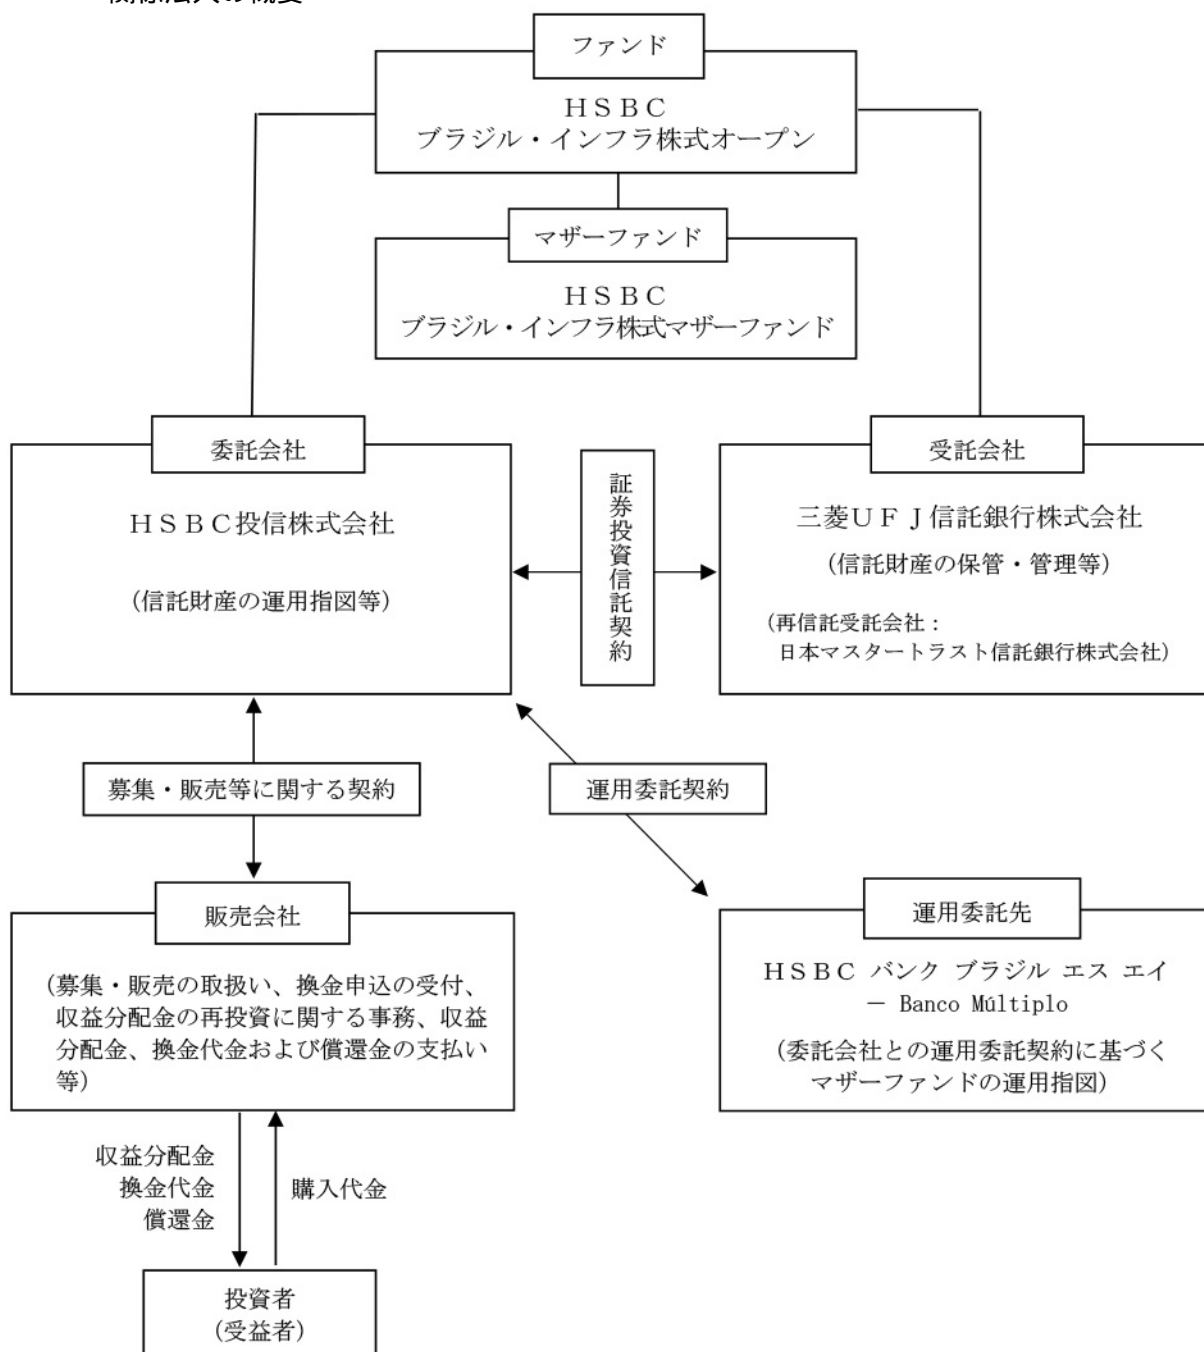 ファンド
ＨＳＢＣ
ブラジル・インフラ株式オープン
マザーファンド
ＨＳＢＣ
ブラジル・インフラ株式マザーファンド
委託会社
ＨＳＢＣ投信株式会社
（信託財産の運用指図等）
証券投資信託契約
受託会社
三菱ＵＦＪ信託銀行株式会社
（信託財産の保管・管理等）
（再信託受託会社：
日本マスタートラスト信託銀行株式会社）
募集・販売等に関する契約
運用委託契約
販売会社
（募集・販売の取扱い、換金申込の受付、
収益分配金の再投資に関する事務、収益
分配金、換金代金および償還金の支払い
等）
運用委託先
ＨＳＢＣ バンク ブラジル エス エイ
－ Banco Múltiplo
（委託会社との運用委託契約に基づく
マザーファンドの運用指図）
収益分配金
換金代金
償還金
購入代金
投資者
（受益者）